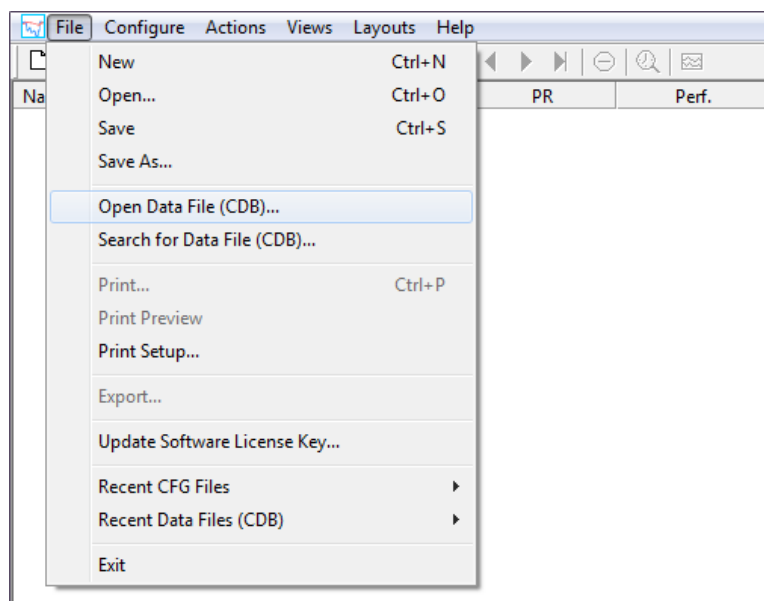 File Configure Actions Views Layouts Help
Na PR Perf.
New Ctrl+N
Open... Ctrl+O
Save Ctrl+S
Save As...
Open Data File (CDB)...
Search for Data File (CDB)...
Print... Ctrl+P
Print Preview
Print Setup...
Export...
Update Software License Key...
Recent CFG Files
Recent Data Files (CDB)
Exit